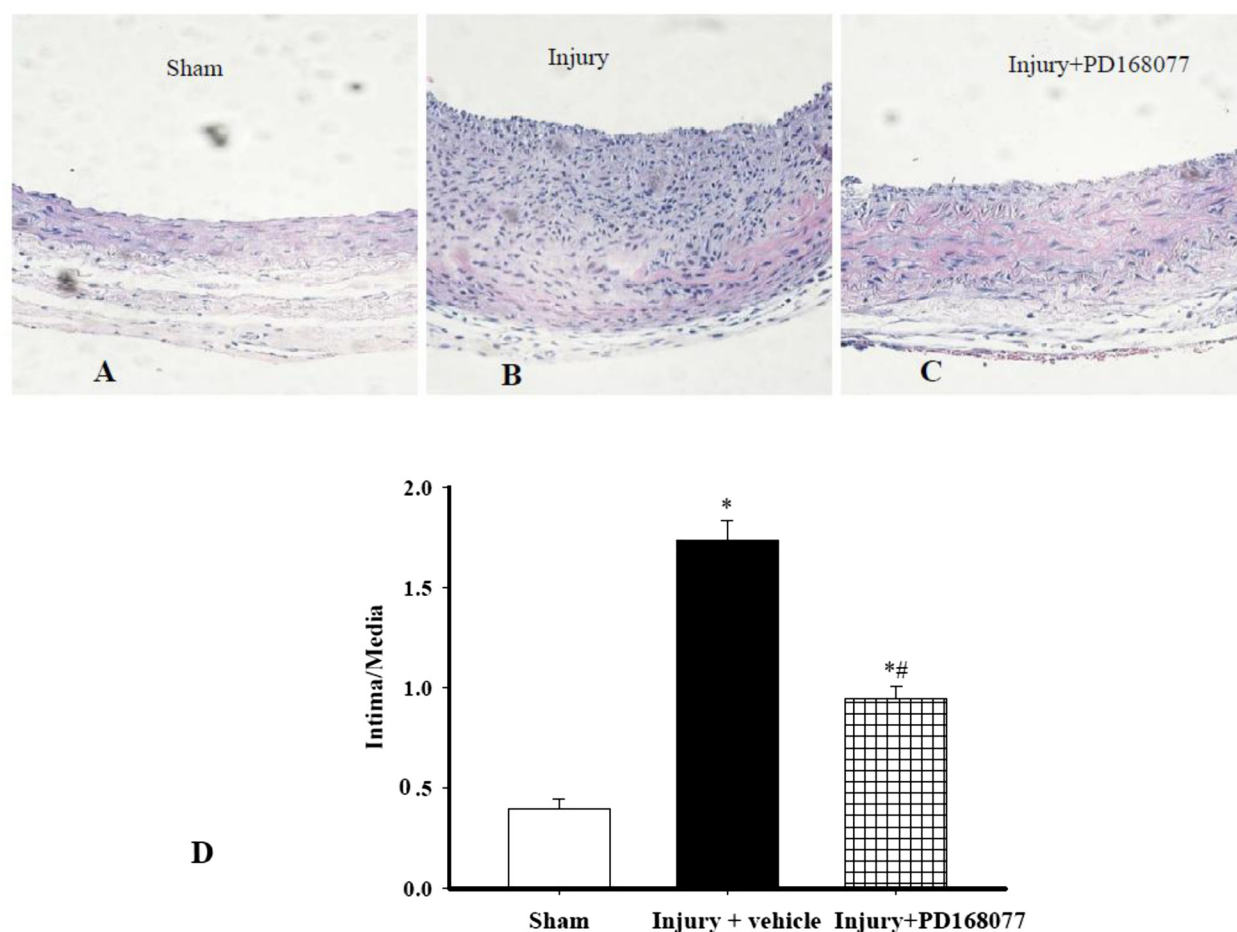 Sham
Injury
Injury+PD168077
A
B
C
2.0
1.5
1.0
0.5
0.0
Intima/Media
*
*#
D
Sham
Injury + vehicle
Injury+PD168077